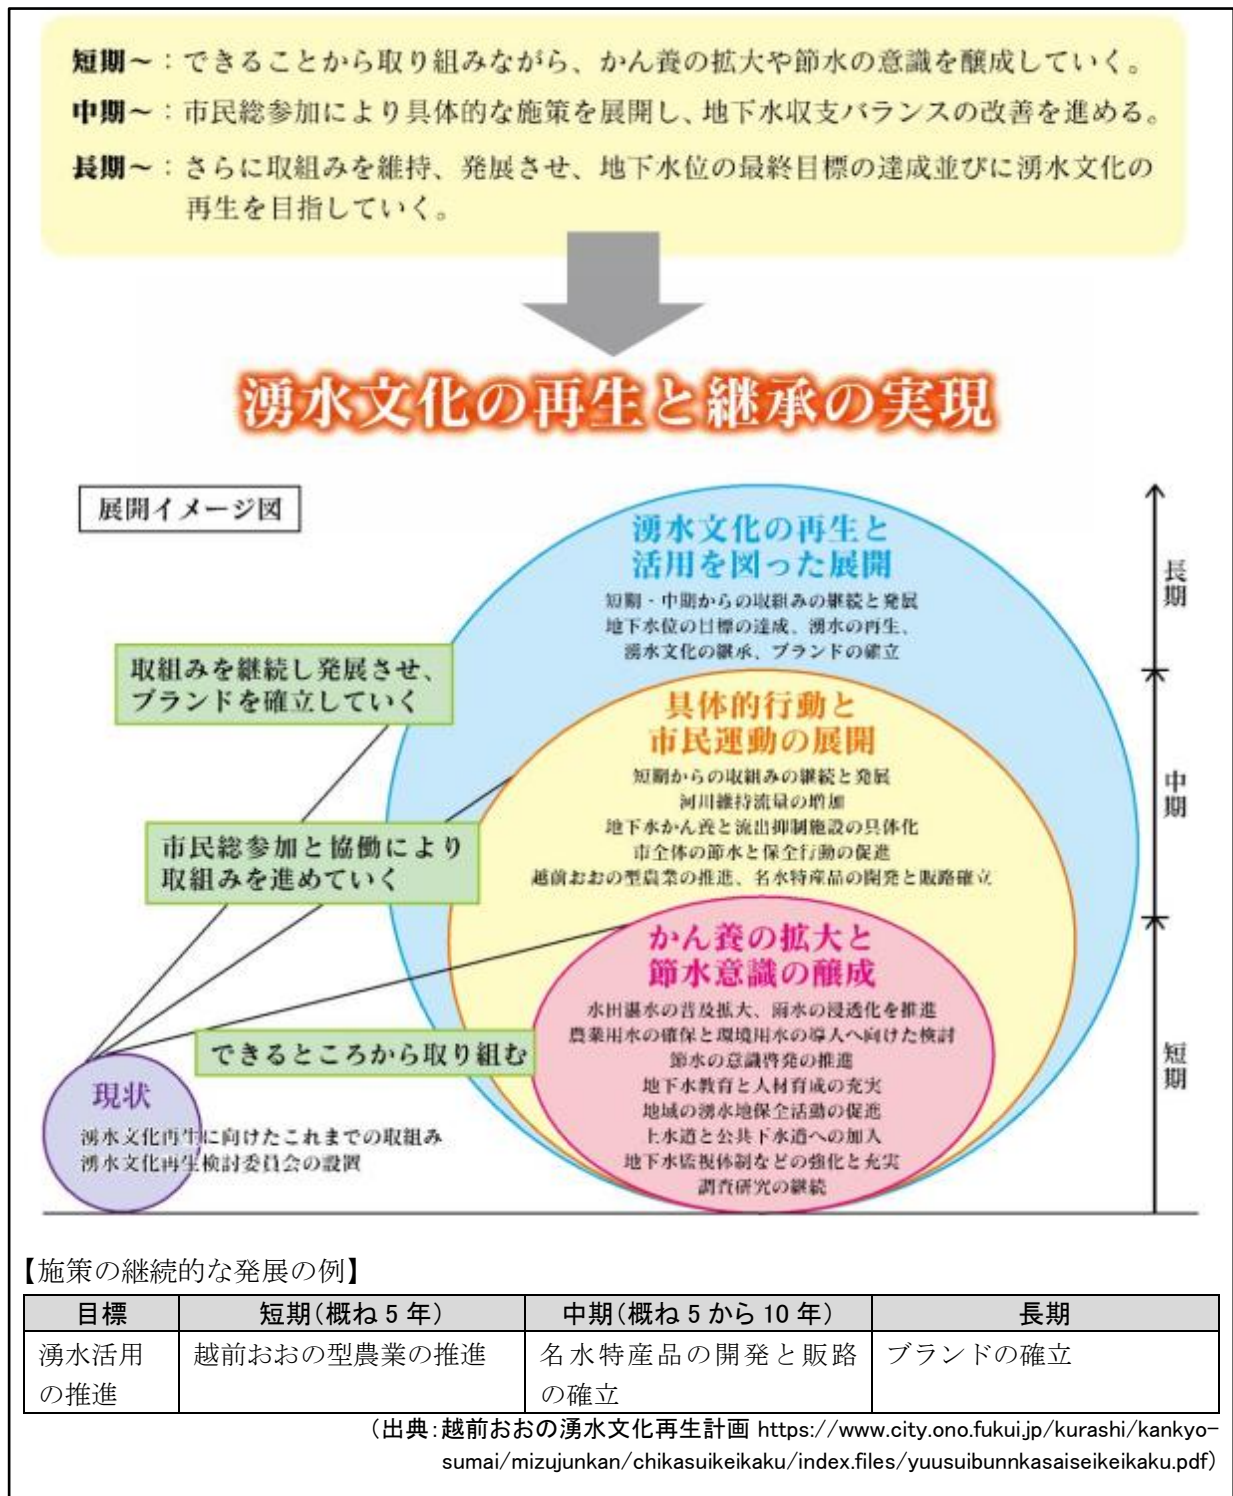 短期～：できることから取り組みながら、かん養の拡大や節水の意識を醸成していく。
中期～：市民総参加により具体的な施策を展開し、地下水収支バランスの改善を進める。
長期～：さらに取組みを維持、発展させ、地下水位の最終目標の達成並びに湧水文化の
再生を目指していく。
湧水文化の再生と継承の実現
展開イメージ図
湧水文化の再生と
活用を図った展開
短期・中期からの取組みの継続と発展
地下水位の目標の達成、湧水の再生、
湧水文化の継承、ブランドの確立
長期
取組みを継続し発展させ、
ブランドを確立していく
具体的行動と
市民運動の展開
短期からの取組みの継続と発展
河川維持流量の増加
地下水かん養と流出抑制施設の具体化
市全体の節水と保全行動の促進
越前おおの型農業の推進、名水特産品の開発と販路確立
中期
市民総参加と協働により
取組みを進めていく
かん養の拡大と
節水意識の醸成
水田湛水の普及拡大、雨水の浸透化を推進
農業用水の確保と環境用水の導入へ向けた検討
節水の意識啓発の推進
地下水教育と人材育成の充実
地域の湧水地保全活動の促進
上水道と公共下水道への加入
地下水監視体制などの強化と充実
調査研究の継続
短期
できるところから取り組む
現状
湧水文化再生に向けたこれまでの取組み
湧水文化再生検討委員会の設置
【施策の継続的な発展の例】
目標 短期（概ね 5 年） 中期（概ね 5 から 10 年） 長期
湧水活用 越前おおの型農業の推進 名水特産品の開発と販路 ブランドの確立
の推進 の確立
（出典：越前おおの湧水文化再生計画 https://www.city.ono.fukui.jp/kurashi/kankyo-
sumai/mizujunkan/chikasuikeikaku/index.files/yuusuibunnkasaiseikeikaku.pdf）